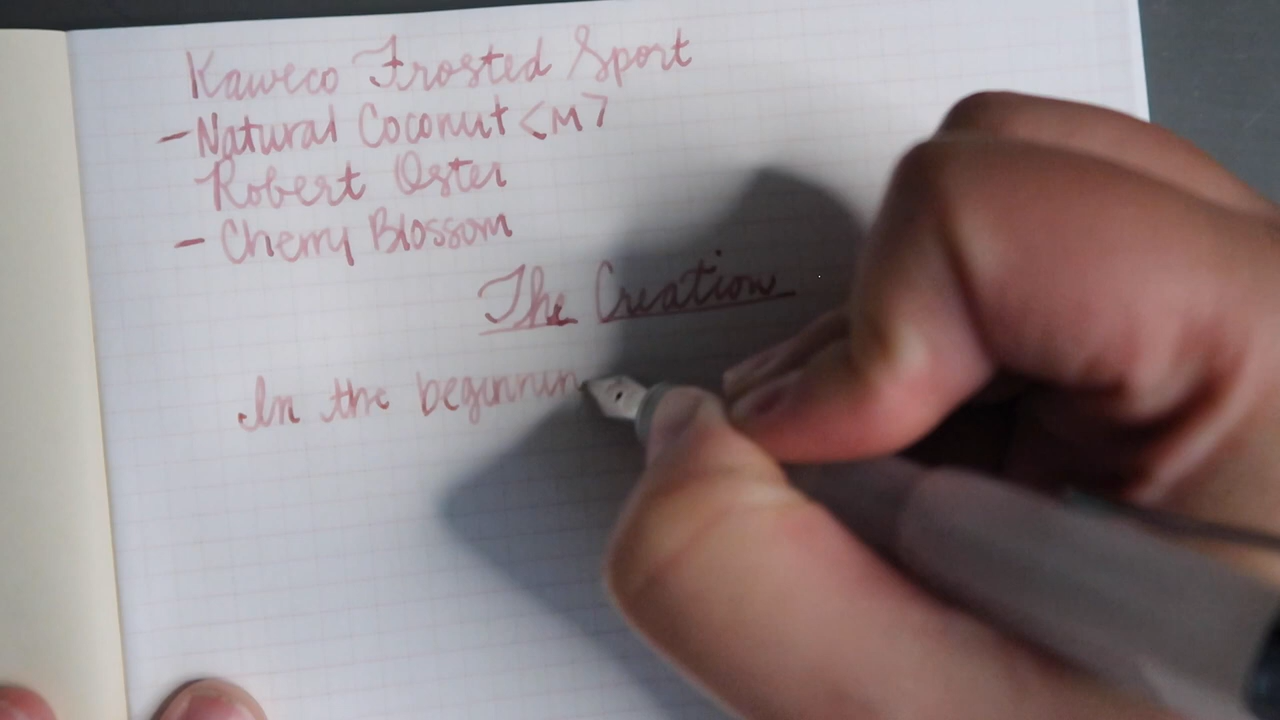 Kaweco Frosted Sport
- Natural Coconut <M>
Robert Oster
- Cherry Blossom
The Creation
In the beginnin